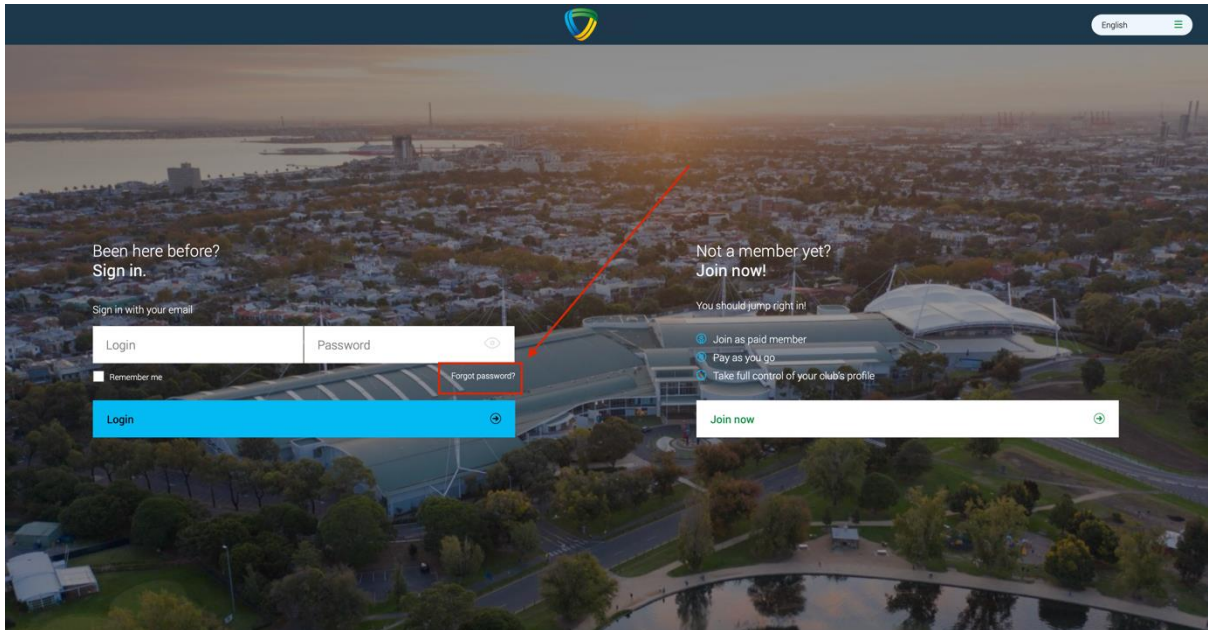 English
Been here before?
Sign in.
Sign in with your email
Login
Password
Remember me
Forgot password?
Login
Not a member yet?
Join now!
You should jump right in!
Join as paid member
Pay as you go
Take full control of your club's profile
Join now